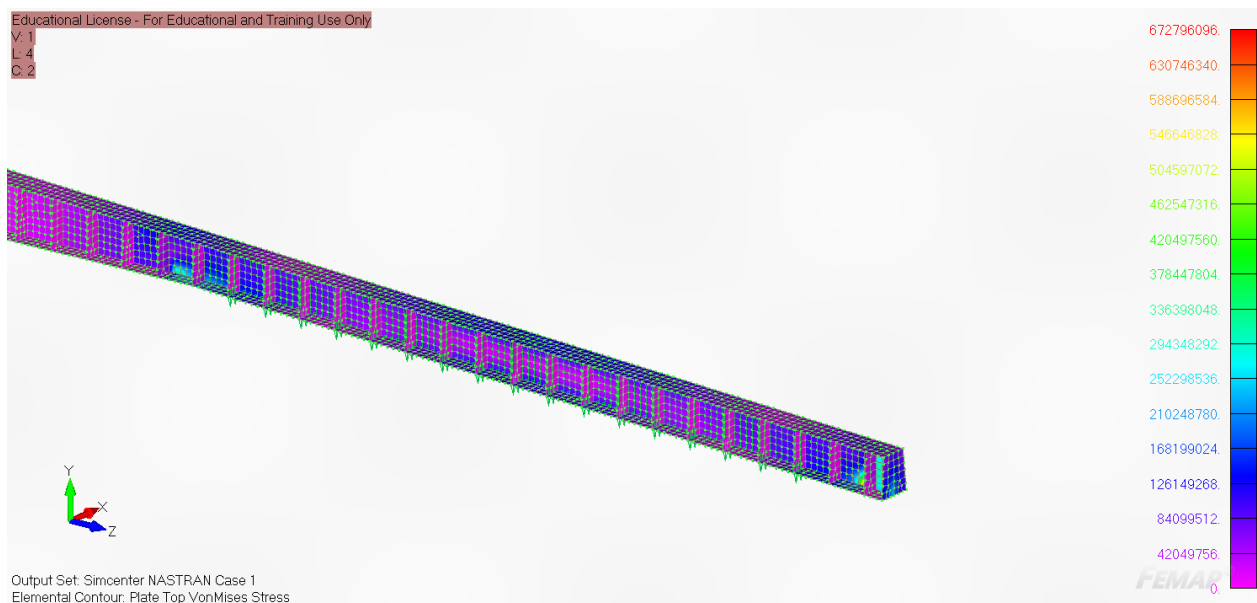 Educational License - For Educational and Training Use Only
V: 1
L: 4
C: 2
672796096.
630746340.
588696584.
546646828.
504597072.
462547316.
420497560.
378447804.
336398048.
294348292.
252298536.
210248780.
168199024.
126149268.
84099512.
42049756.
0.
Y
X
Z
FEMAP
Output Set: Simcenter NASTRAN Case 1
Elemental Contour: Plate Top VonMises Stress